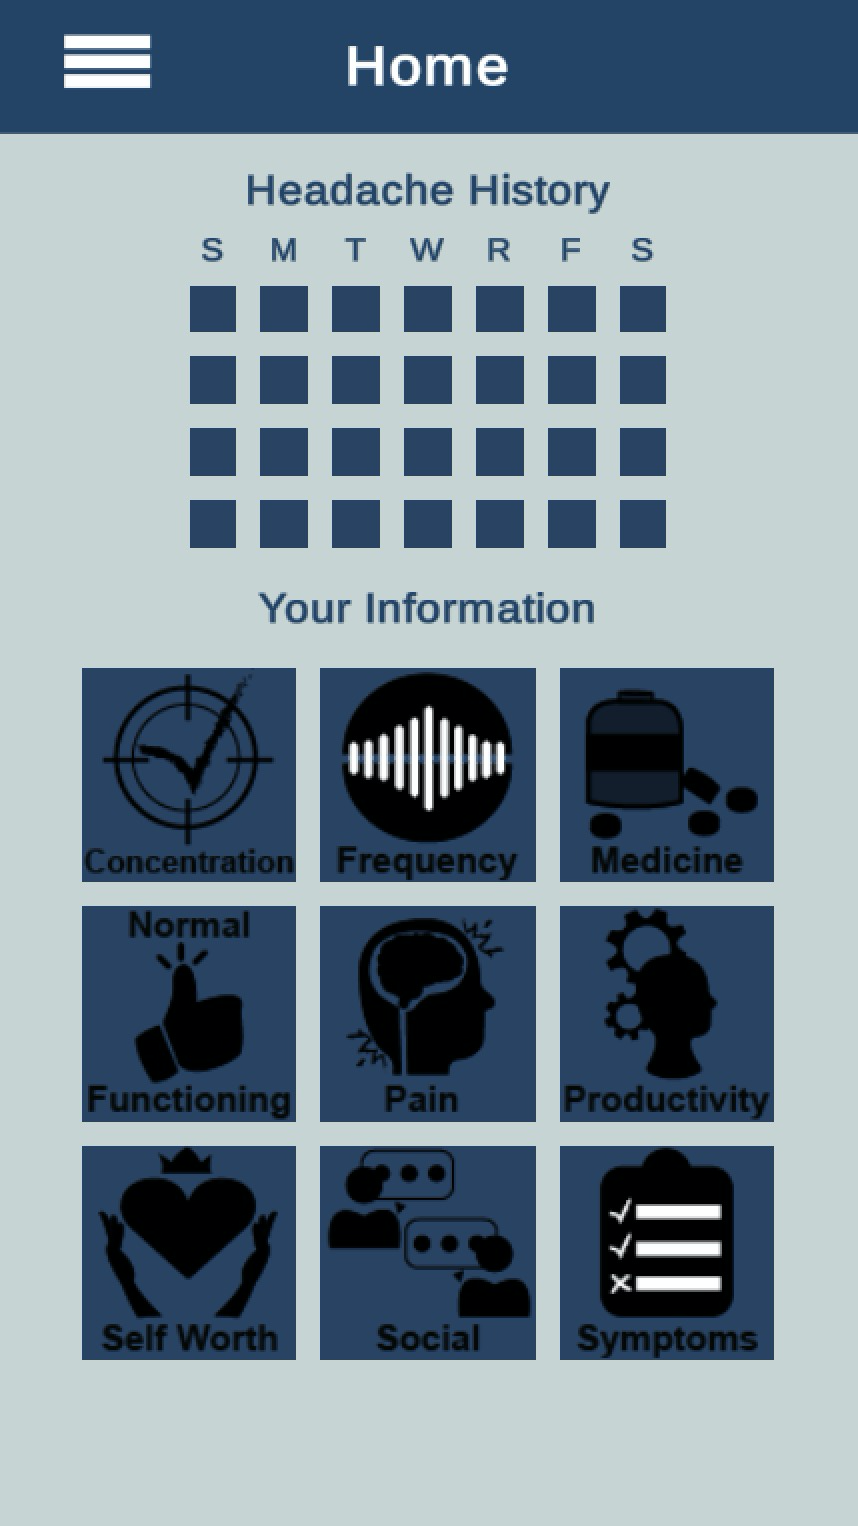 Home
Headache History
S M T W R F S
Your Information
Concentration
Frequency
Medicine
Normal
Functioning
Pain
Productivity
Self Worth
Social
Symptoms